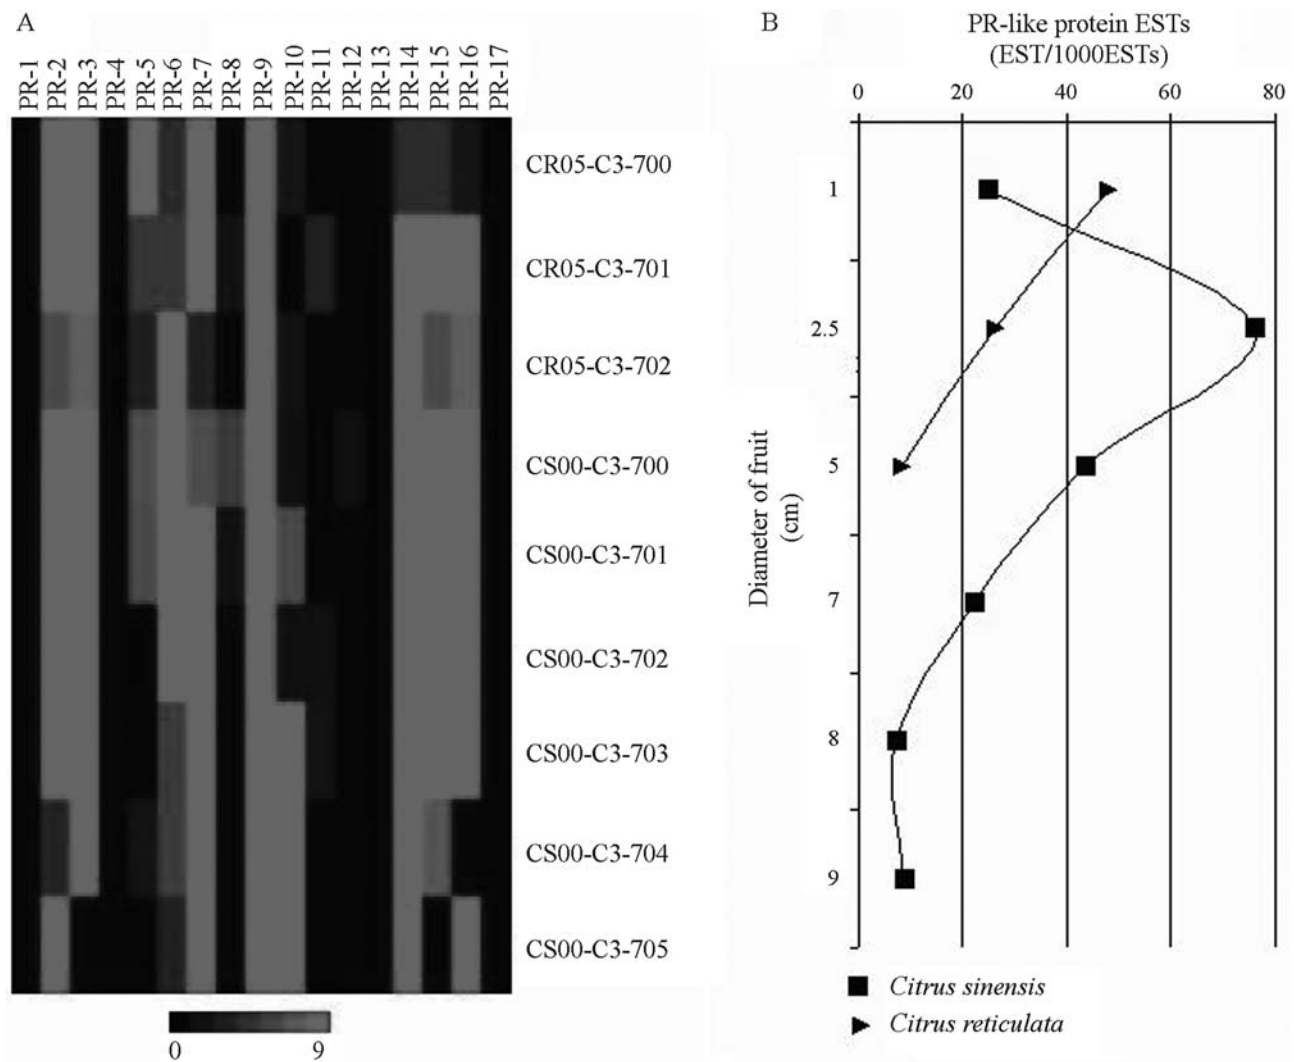 A
PR-1
PR-2
PR-3
PR-4
PR-5
PR-6
PR-7
PR-8
PR-9
PR-10
PR-11
PR-12
PR-13
PR-14
PR-15
PR-16
PR-17
CR05-C3-700
CR05-C3-701
CR05-C3-702
CS00-C3-700
CS00-C3-701
CS00-C3-702
CS00-C3-703
CS00-C3-704
CS00-C3-705
0 9
B
PR-like protein ESTs
(EST/1000ESTs)
0 20 40 60 80
Diameter of fruit
(cm)
1
2.5
5
7
8
9
Citrus sinensis
Citrus reticulata